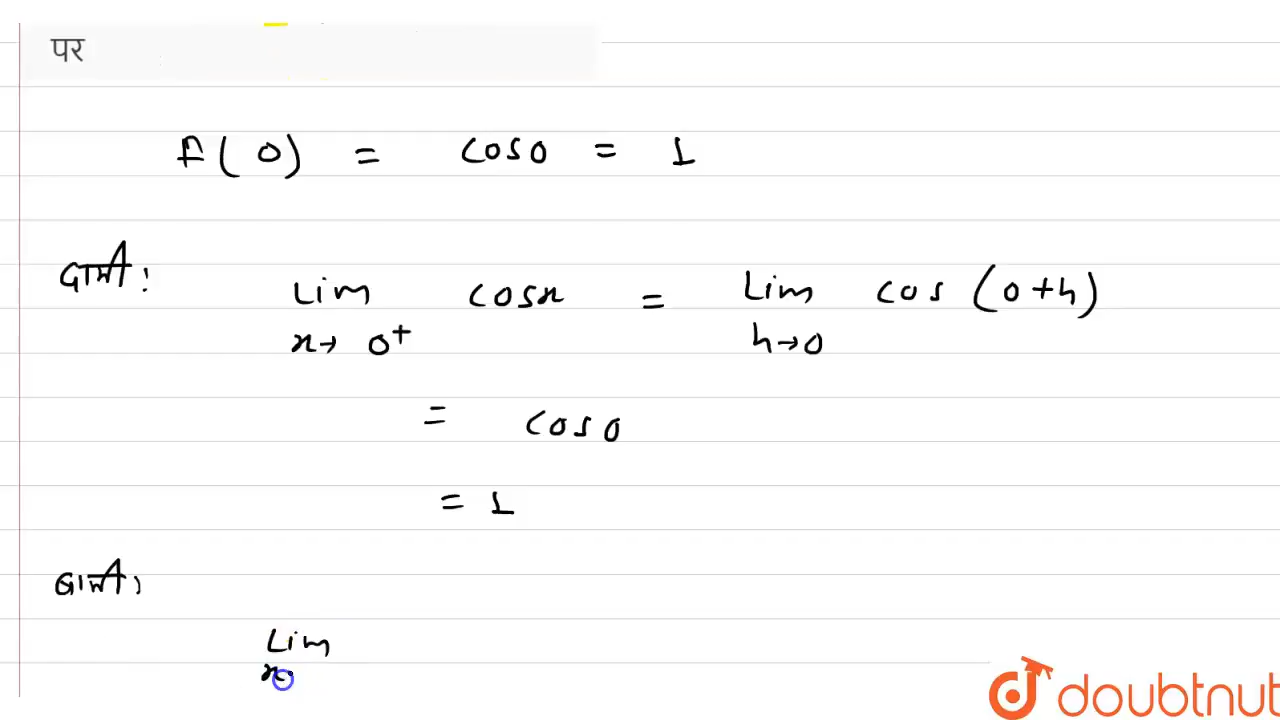 पर
f(0) = cos0 = 1
Lim cosx = Lim cos (0+h)
x→ 0+ h→0
= cos0
= 1
Lim
x
doubtnut